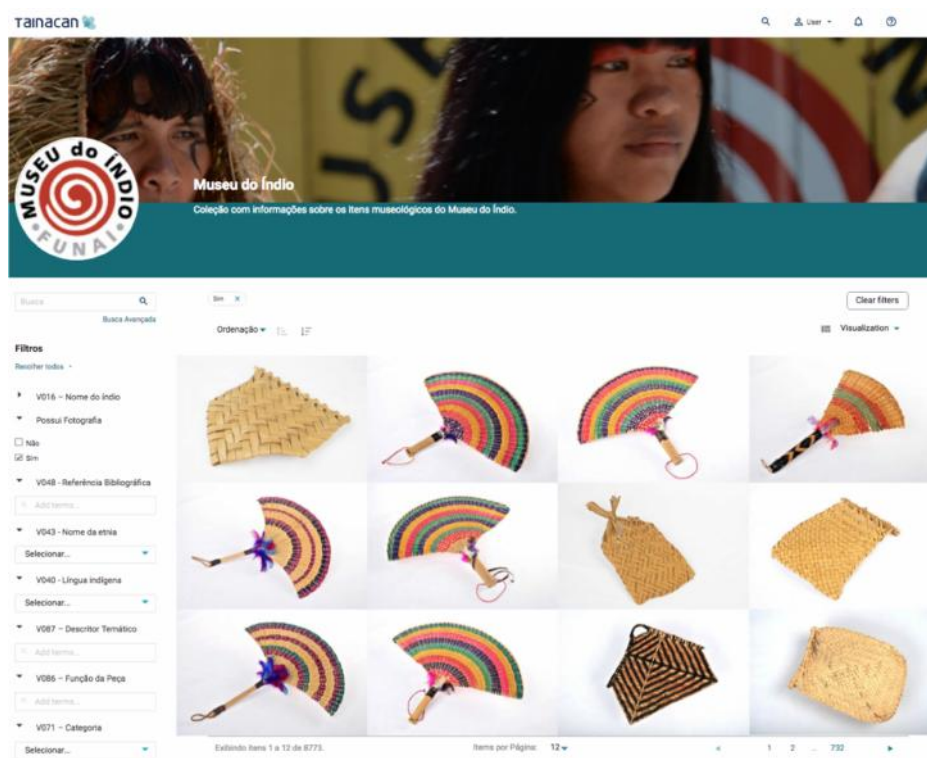 Tainacan
User
MUSEU
MUSEU do ÍNDIO
FUNAI
Museu do Índio
Coleção com informações sobre os itens museológicos do Museu do Índio.
Busca
Busca Avançada
Sim X
Clear filters
Ordenação
Visualization
Filtros
Recolher todos
V016 – Nome do índio
Possui Fotografia
Não
Sim
V048 - Referência Bibliográfica
Add terms...
V043 - Nome da etnia
Selecionar...
V040 - Língua indígena
Selecionar...
V087 – Descritor Temático
Add terms...
V086 – Função da Peça
Add terms...
V071 – Categoria
Selecionar...
Exibindo itens 1 a 12 de 8773.
Items por Página: 12
1 2 ... 732